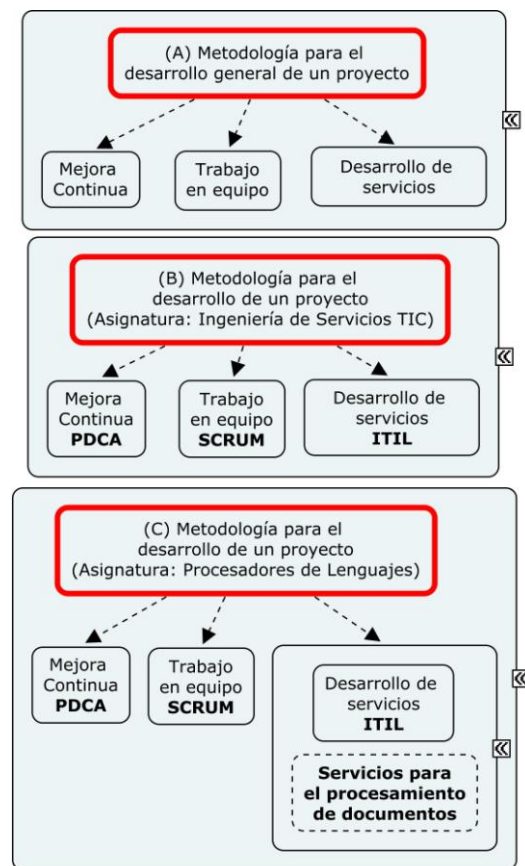 (A) Metodología para el
desarrollo general de un proyecto
Mejora
Continua
Trabajo
en equipo
Desarrollo de
servicios
(B) Metodología para el
desarrollo de un proyecto
(Asignatura: Ingeniería de Servicios TIC)
Mejora
Continua
PDCA
Trabajo
en equipo
SCRUM
Desarrollo de
servicios
ITIL
(C) Metodología para el
desarrollo de un proyecto
(Asignatura: Procesadores de Lenguajes)
Mejora
Continua
PDCA
Trabajo
en equipo
SCRUM
Desarrollo de
servicios
ITIL
Servicios para
el procesamiento
de documentos